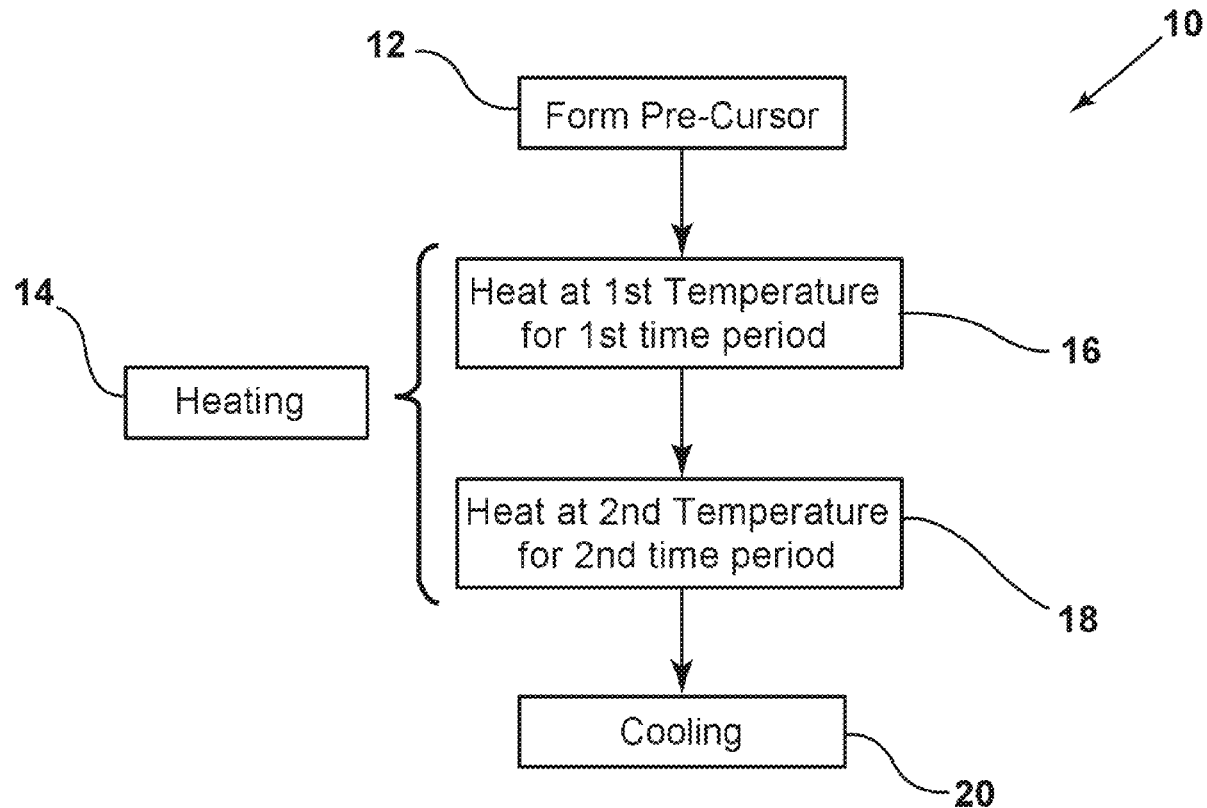 10
12
Form Pre-Cursor
14
Heating
Heat at 1st Temperature
for 1st time period
16
Heat at 2nd Temperature
for 2nd time period
18
Cooling
20